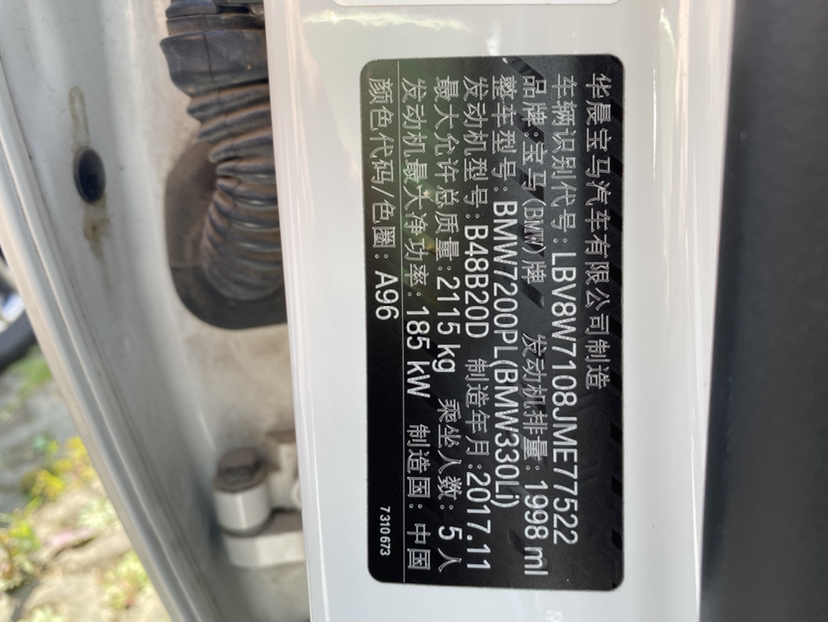 华晨宝马汽车有限公司制造
车辆识别代号:LBV8W7108JME77522
品牌:宝马(BMW)牌 发动机排量:1998 ml
整车型号:BMW7200PL(BMW330Li)
发动机型号:B48B20D 制造年月:2017.11
最大允许总质量:2115 kg 乘坐人数:5人
发动机最大净功率:185 kW 制造国:中国
颜色代码/色圈:A96
7 310 673